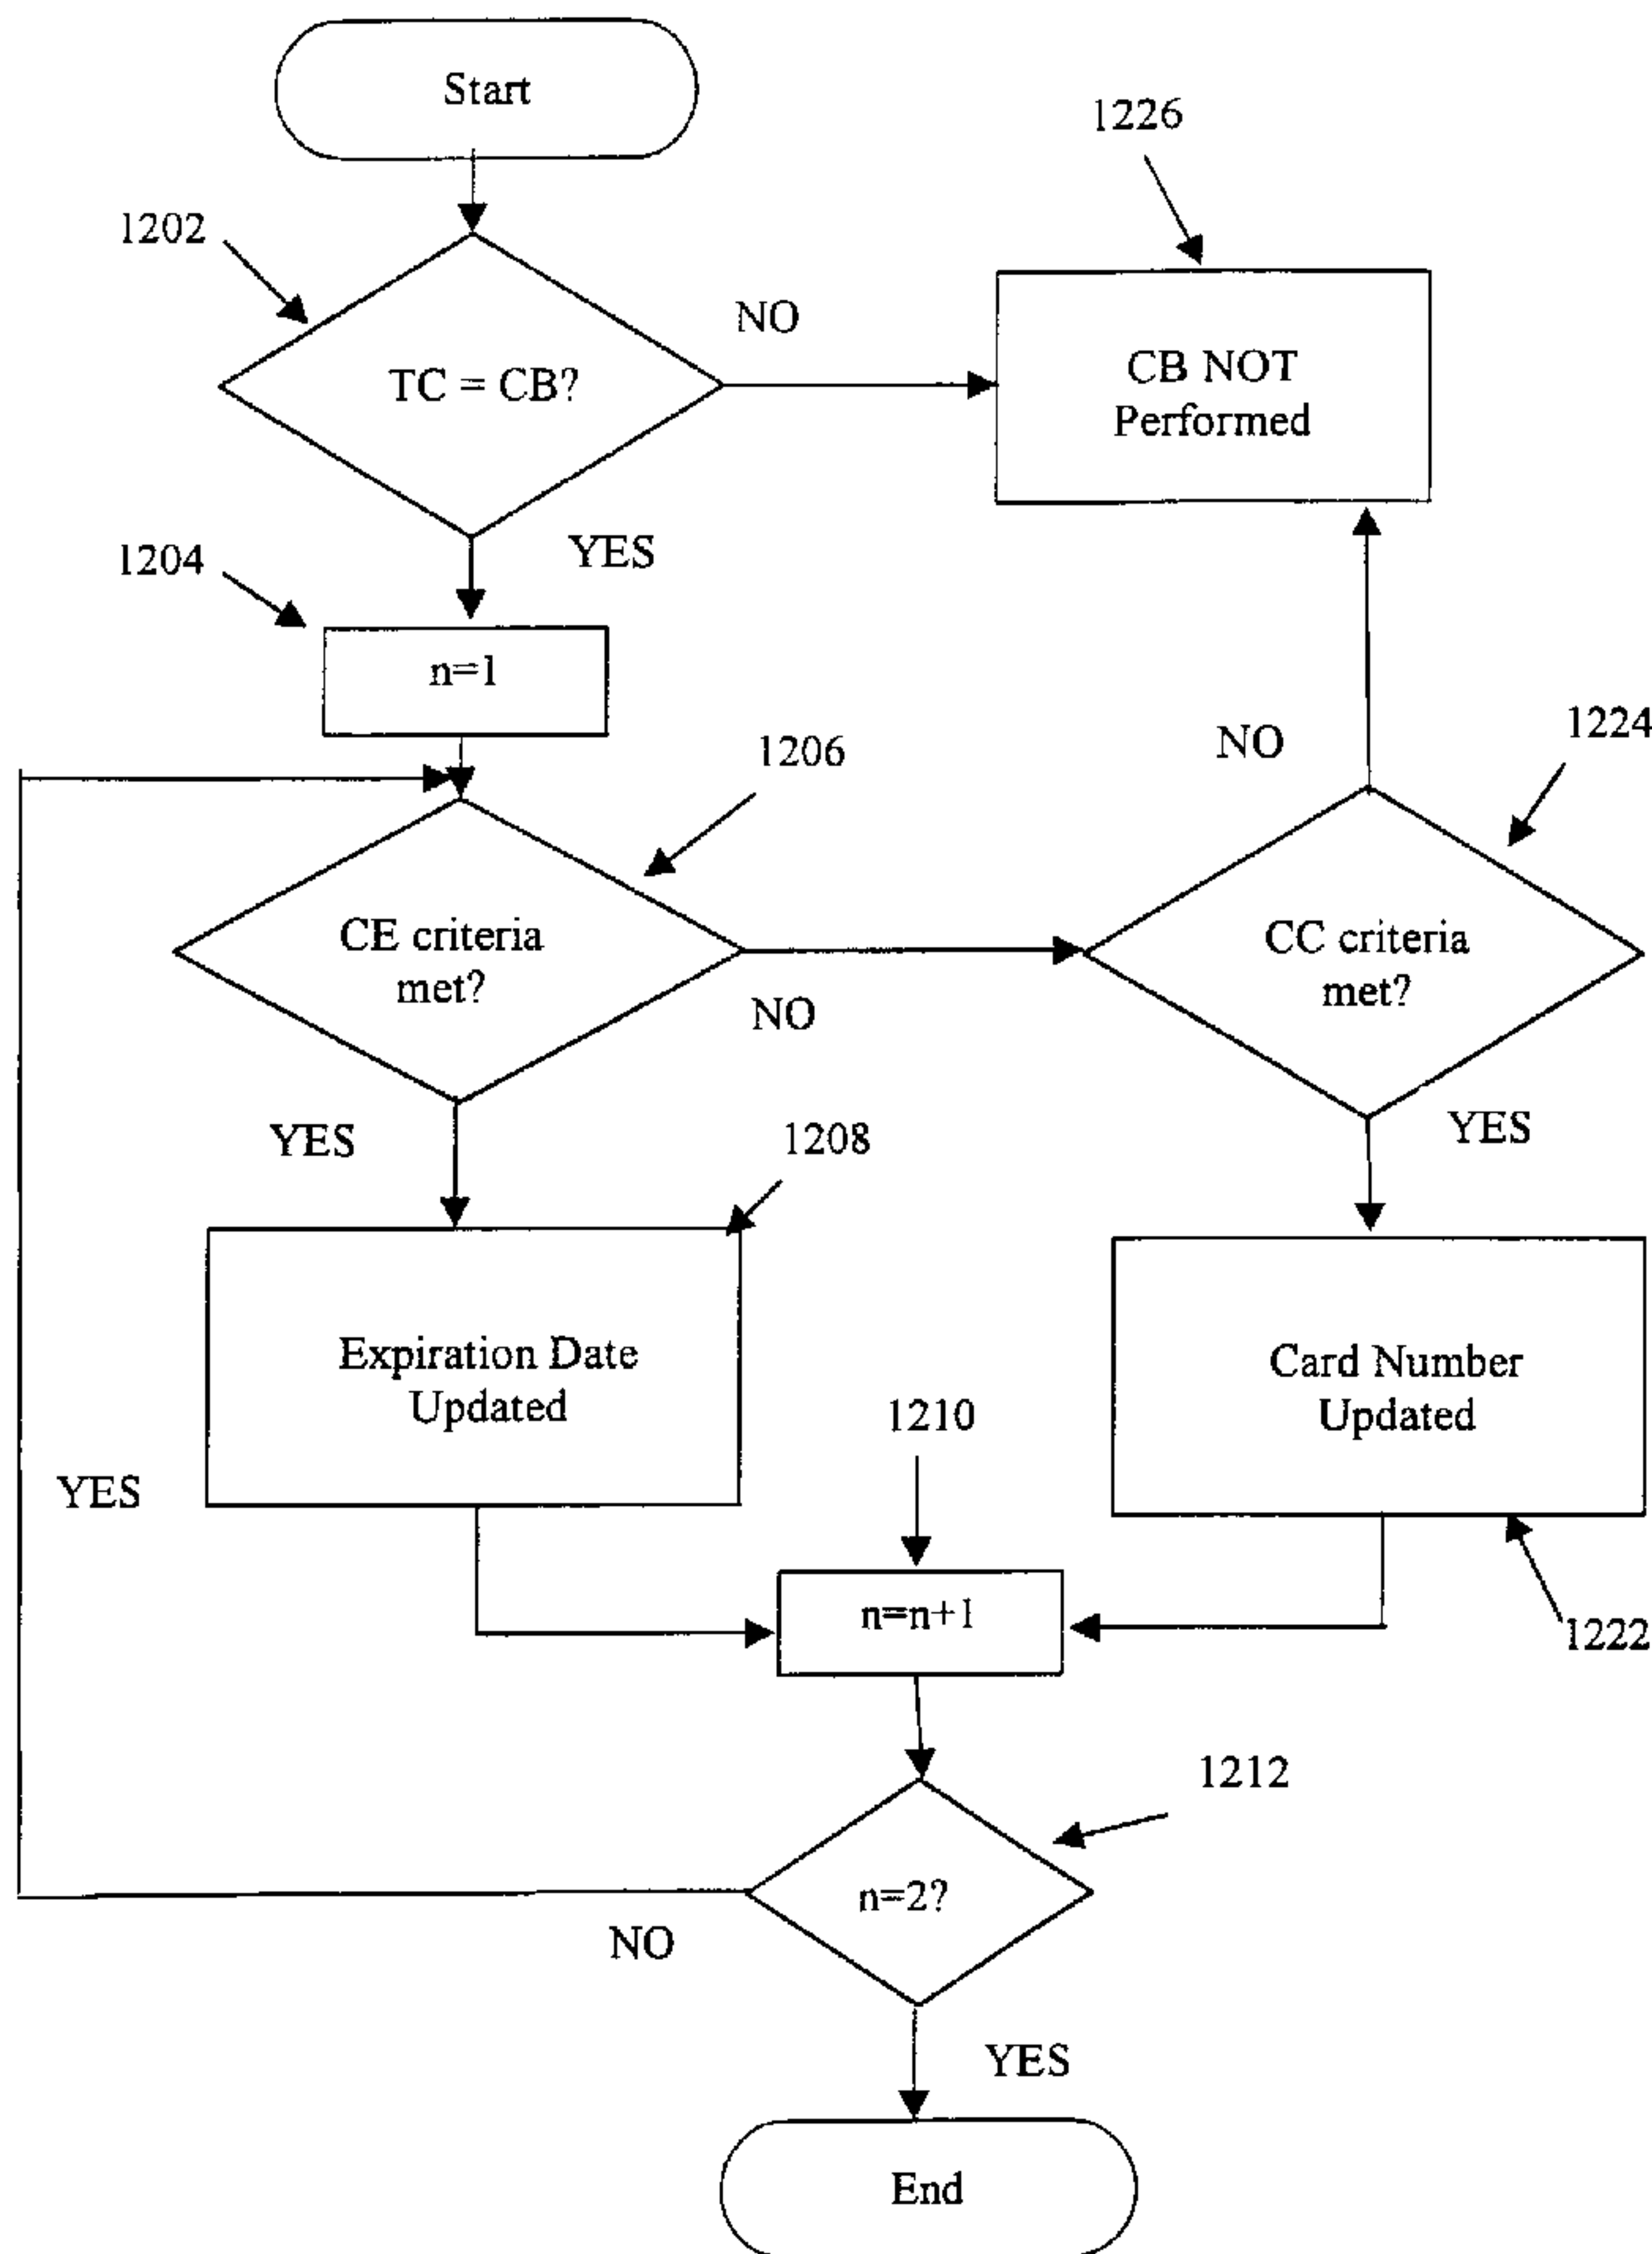 Start
1226
1202
NO
TC = CB?
CB NOT
Performed
YES
1204
n=1
1206
NO
1224
CE criteria
met?
NO
CC criteria
met?
YES
1208
YES
Expiration Date
Updated
Card Number
Updated
1210
YES
n=n+1
1222
1212
n=2?
NO
YES
End